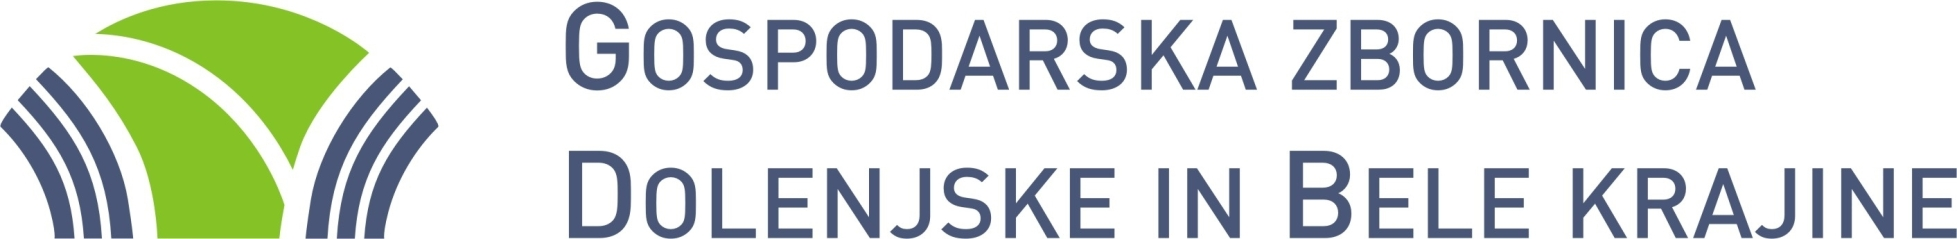 GOSPODARSKA ZBORNICA
DOLENJSKE IN BELE KRAJINE